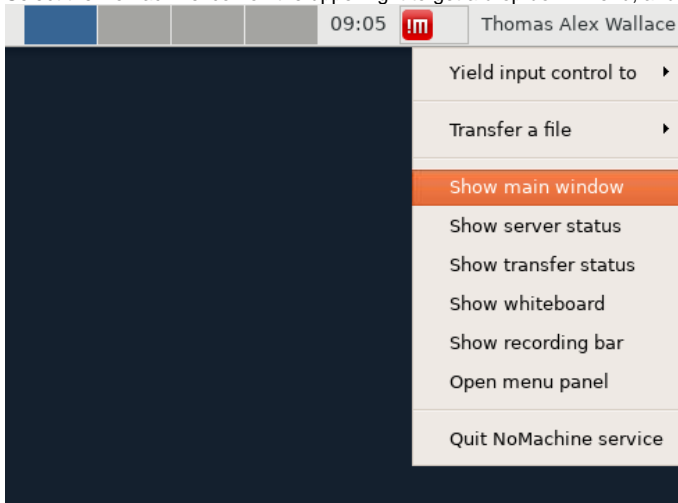 09:05 !M Thomas Alex Wallace
Yield input control to
Transfer a file
Show main window
Show server status
Show transfer status
Show whiteboard
Show recording bar
Open menu panel
Quit NoMachine service